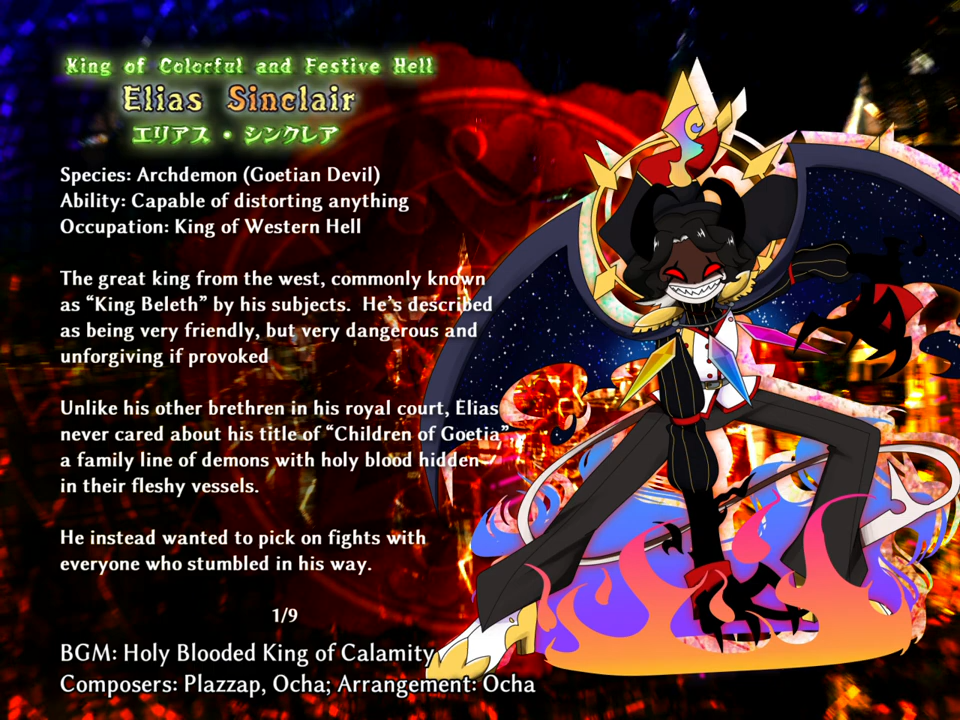 King of Colorful and Festive Hell
Elias Sinclair
エリアス・シンクレア
Species: Archdemon (Goetian Devil)
Ability: Capable of distorting anything
Occupation: King of Western Hell
The great king from the west, commonly known
as “King Beleth” by his subjects. He's described
as being very friendly, but very dangerous and
unforgiving if provoked
Unlike his other brethren in his royal court, Elias
never cared about his title of “Children of Goetia”,
a family line of demons with holy blood hidden
in their fleshy vessels.
He instead wanted to pick on fights with
everyone who stumbled in his way.
1/9
BGM: Holy Blooded King of Calamity
Composers: Plazzap, Ocha; Arrangement: Ocha